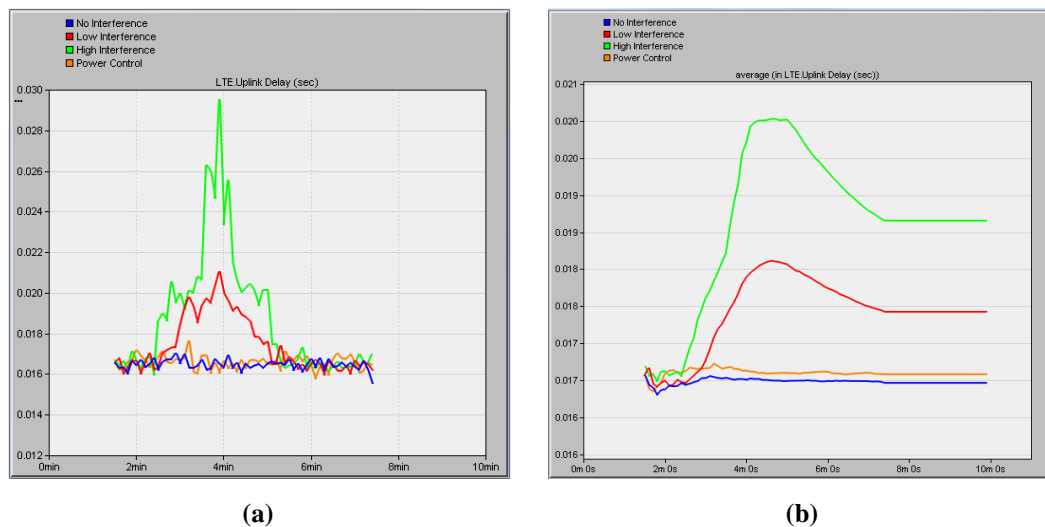 No Interference
Low Interference
High Interference
Power Control
LTE.Uplink Delay (sec)
0.030
0.028
0.026
0.024
0.022
0.020
0.018
0.016
0.014
0.012
0min
2min
4min
6min
8min
10min
(a)
No Interference
Low Interference
High Interference
Power Control
average (in LTE.Uplink Delay (sec))
0.021
0.020
0.020
0.019
0.019
0.018
0.018
0.017
0.017
0.016
0.016
0m 0s
2m 0s
4m 0s
6m 0s
8m 0s
10m 0s
(b)